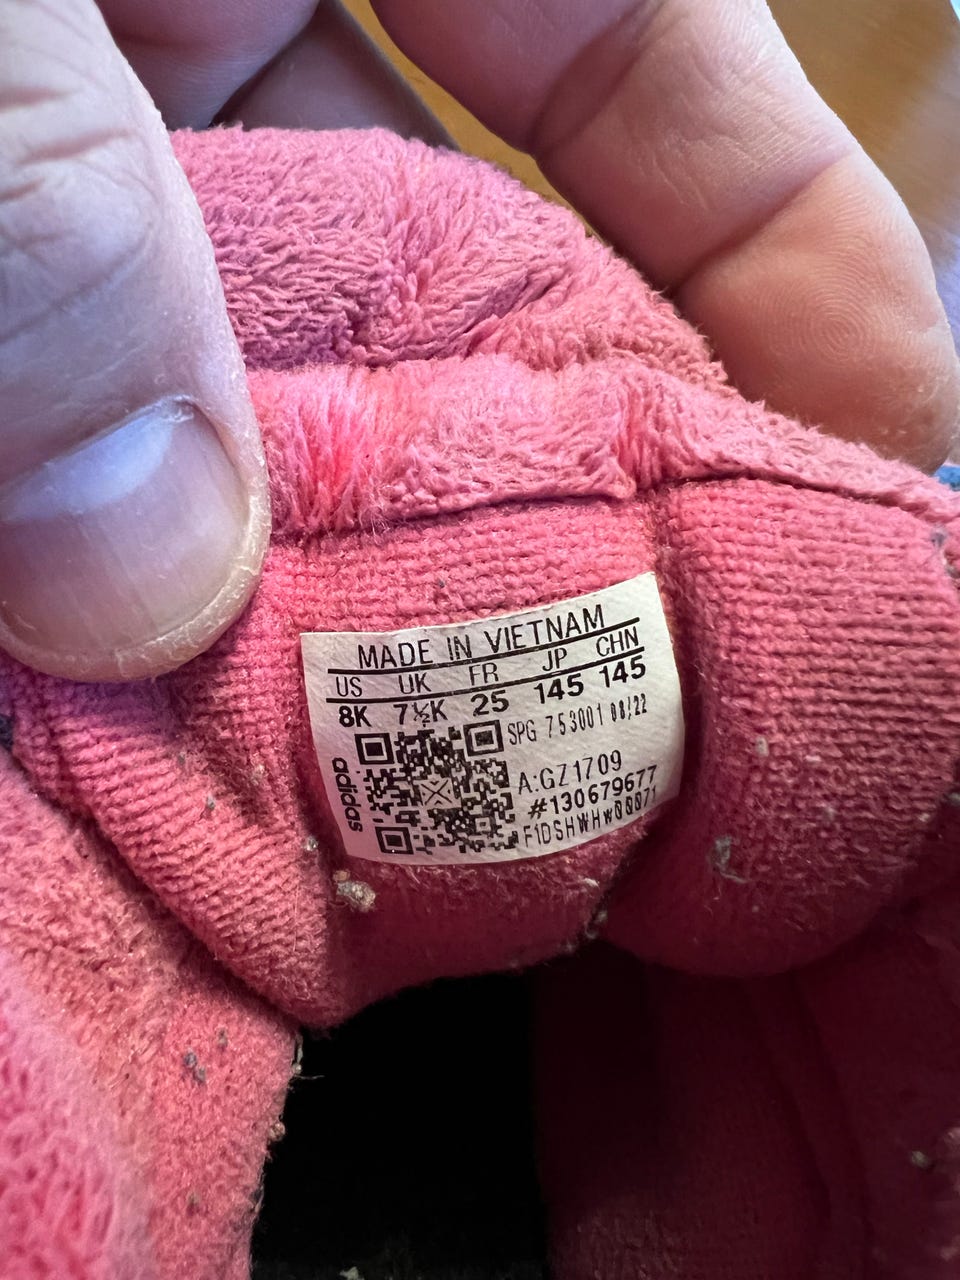 MADE IN VIETNAM
US UK FR JP CHN
8K 7½K 25 145 145
SPG 753001 08/22
A:GZ1709
#130679677
F1DSHWHW00071
adidas